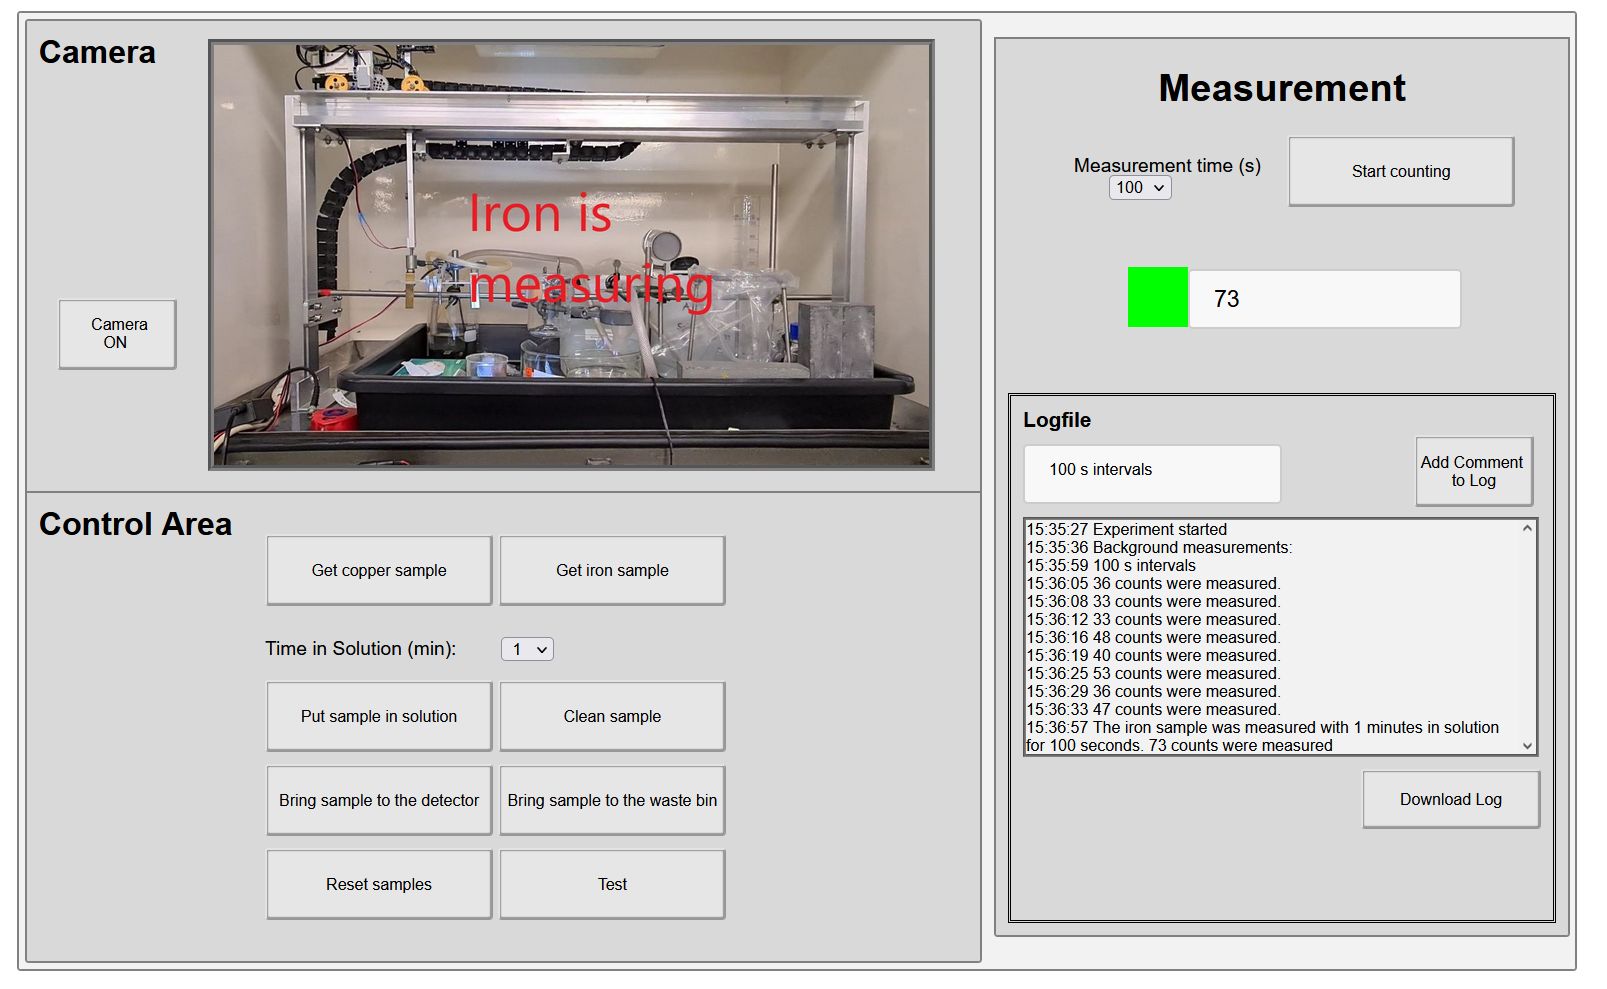 Camera
Iron is
measuring
Camera
ON
Control Area
Get copper sample
Get iron sample
Time in Solution (min):
1
Put sample in solution
Clean sample
Bring sample to the detector
Bring sample to the waste bin
Reset samples
Test
Measurement
Measurement time (s)
100
Start counting
73
Logfile
100 s intervals
Add Comment
to Log
15:35:27 Experiment started
15:35:36 Background measurements:
15:35:59 100 s intervals
15:36:05 36 counts were measured.
15:36:08 33 counts were measured.
15:36:12 33 counts were measured.
15:36:16 48 counts were measured.
15:36:19 40 counts were measured.
15:36:25 53 counts were measured.
15:36:29 36 counts were measured.
15:36:33 47 counts were measured.
15:36:57 The iron sample was measured with 1 minutes in solution
for 100 seconds. 73 counts were measured
Download Log